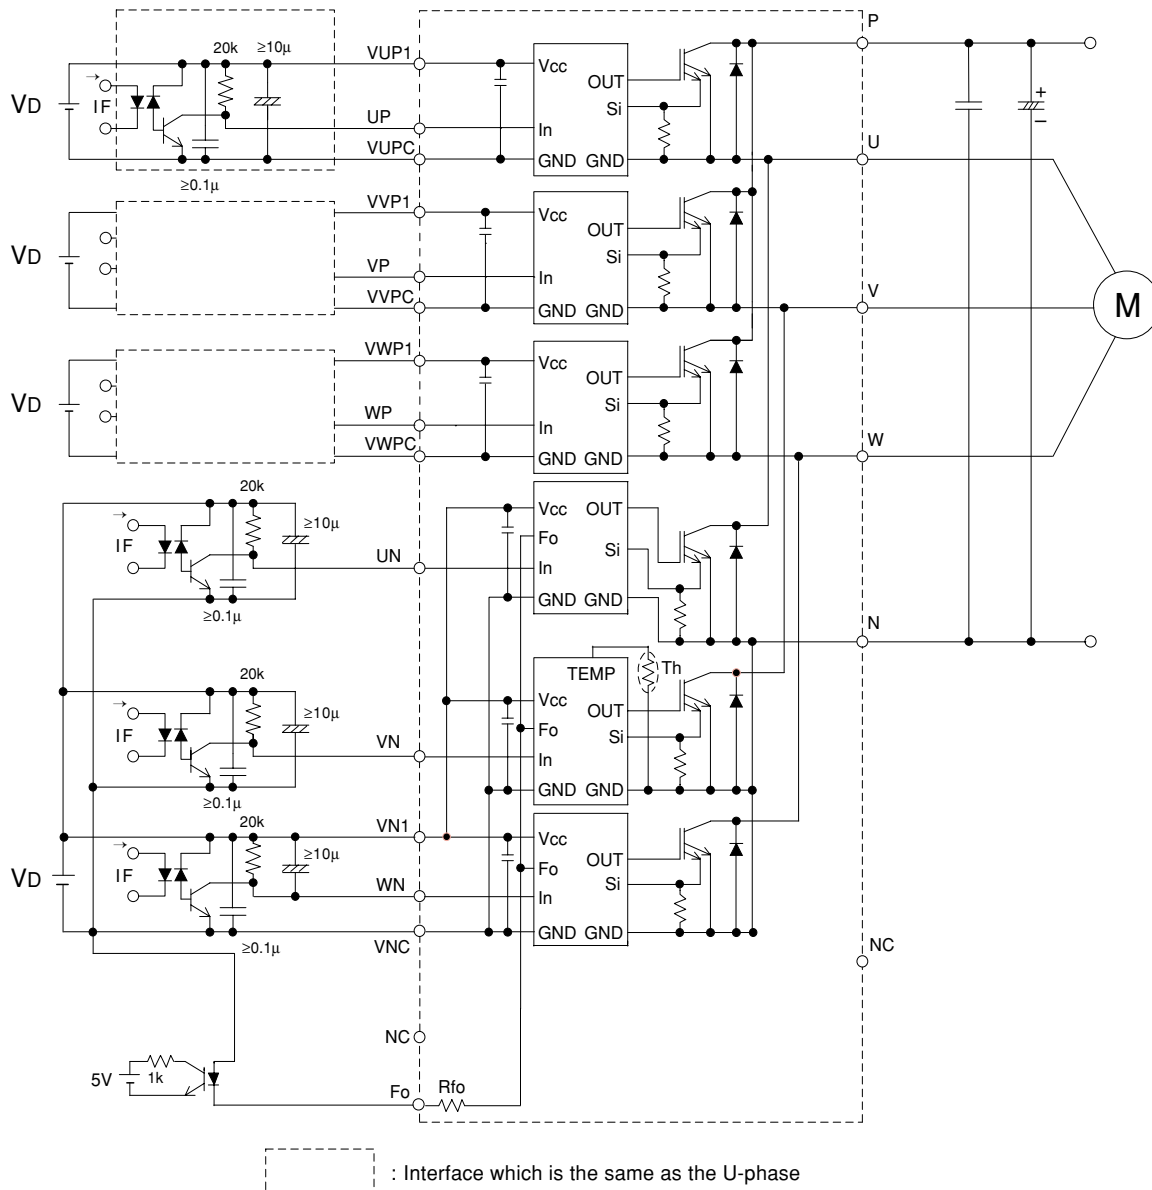 P
20k
≥10µ
VUP1
Vcc
OUT
VD
IF
Si
+
–
UP
In
VUPC
GND
GND
U
≥0.1µ
VVP1
Vcc
OUT
VD
Si
VP
In
VVPC
GND
GND
V
M
VWP1
Vcc
OUT
VD
Si
WP
In
VWPC
GND
GND
W
20k
≥10µ
IF
UN
Vcc
OUT
Fo
Si
In
GND
GND
≥0.1µ
N
20k
≥10µ
IF
VN
TEMP
Th
Vcc
OUT
Fo
Si
In
GND
GND
≥0.1µ
20k
≥10µ
VN1
Vcc
OUT
VD
IF
Fo
Si
WN
In
VNC
GND
GND
≥0.1µ
NC
NC
5V
1k
Fo
Rfo
: Interface which is the same as the U-phase